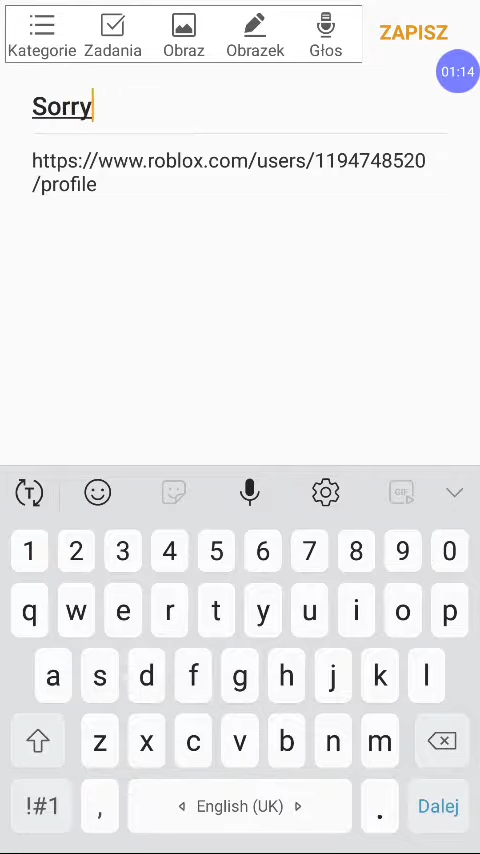 Kategorie Zadania Obraz Obrazek Głos
ZAPISZ
01:14
Sorry
https://www.roblox.com/users/1194748520
/profile
T
GIF
1 2 3 4 5 6 7 8 9 0
q w e r t y u i o p
a s d f g h j k l
z x c v b n m
!#1 , English (UK) . Dalej